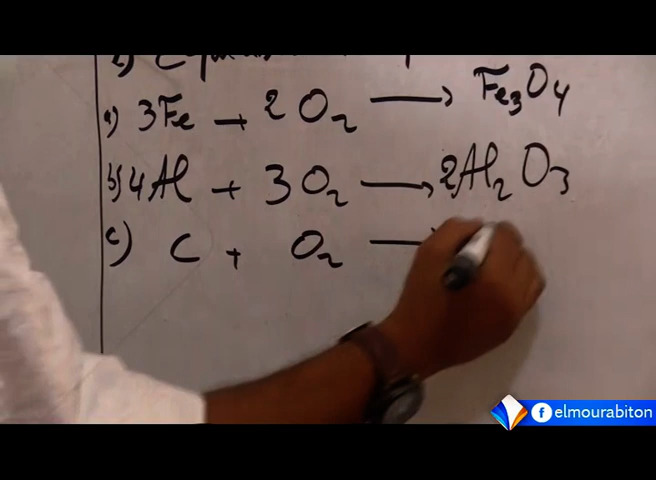 a) 3Fe + 2O₂ → Fe₃O₄
b) 4Al + 3O₂ → 2Al₂O₃
c) C + O₂ →
elmourabiton